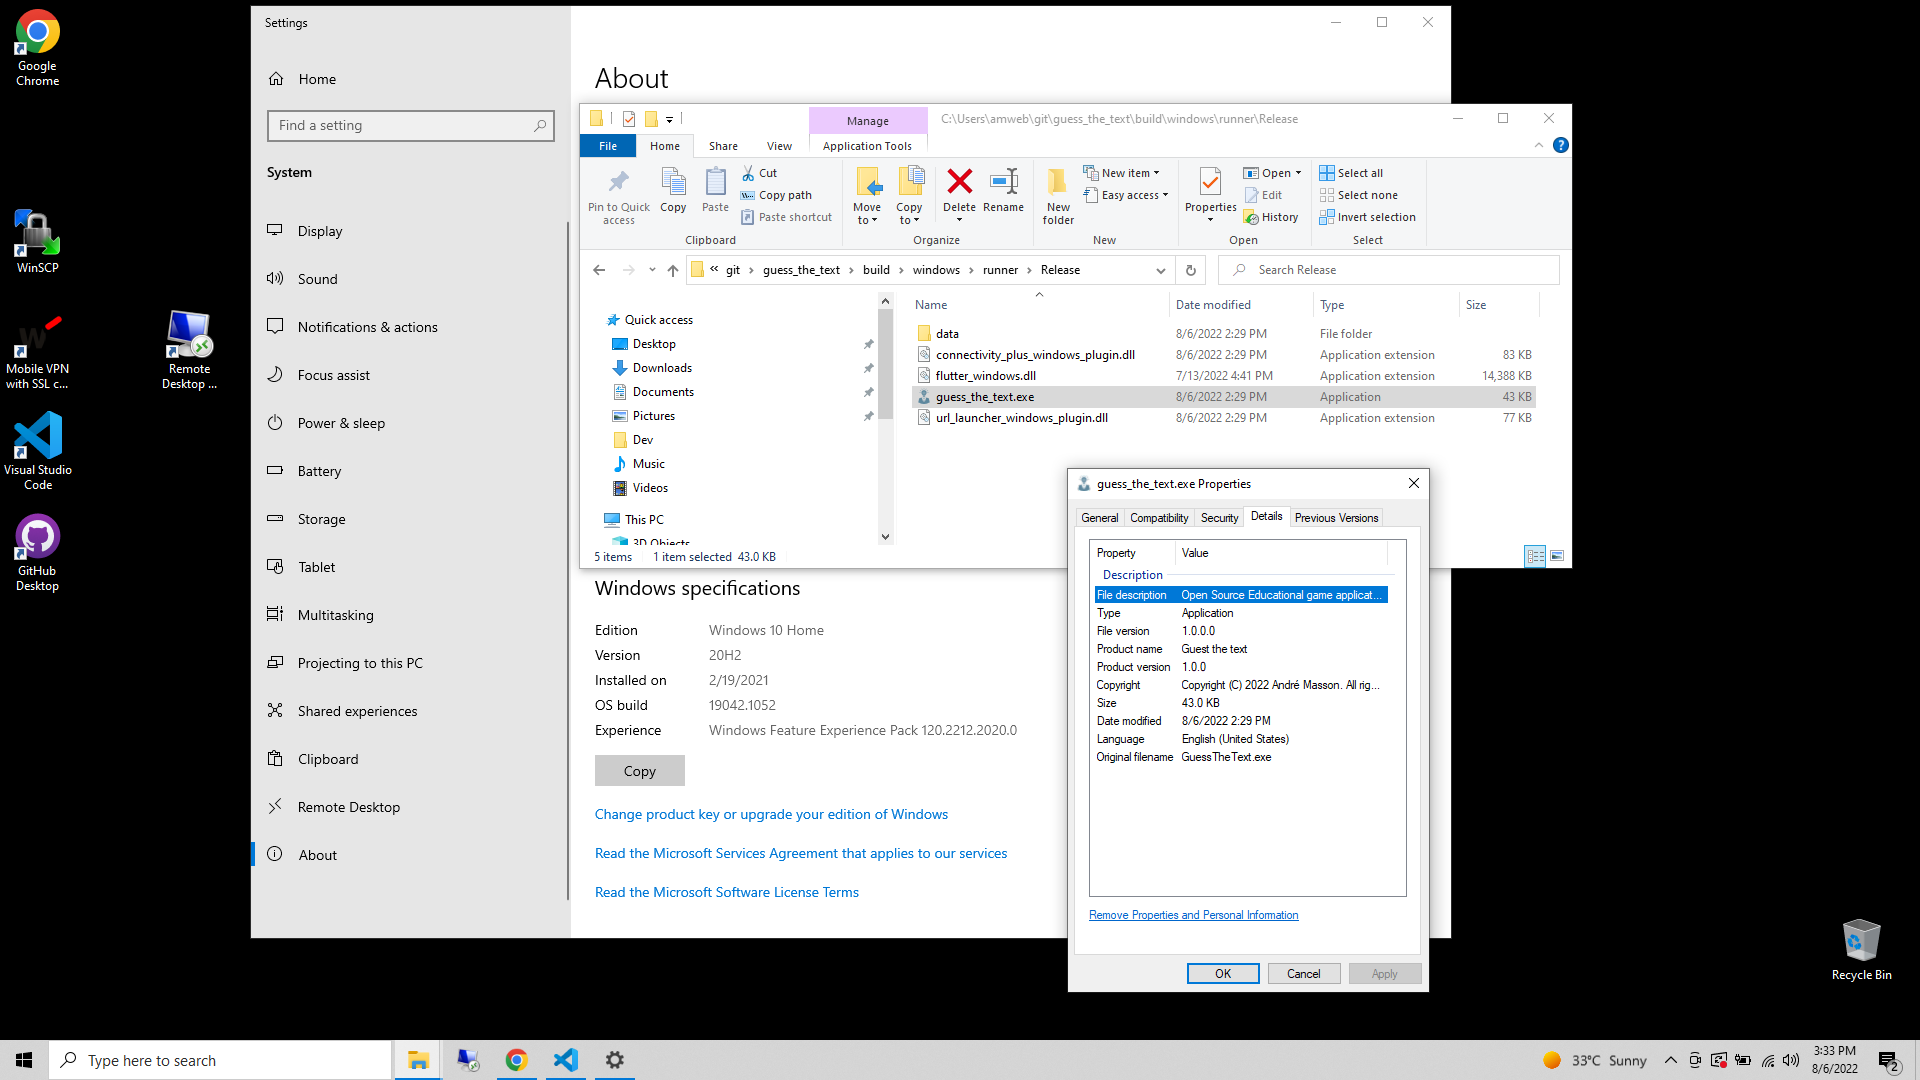 Google
Chrome
WinSCP
Mobile VPN
with SSL c...
Remote
Desktop ...
Visual Studio
Code
GitHub
Desktop
Settings
Home
Find a setting
System
Display
Sound
Notifications & actions
Focus assist
Power & sleep
Battery
Storage
Tablet
Multitasking
Projecting to this PC
Shared experiences
Clipboard
Remote Desktop
About
About
Manage
C:\Users\amweb\git\guess_the_text\build\windows\runner\Release
File Home Share View Application Tools
Pin to Quick
access
Copy
Paste
Cut
Copy path
Paste shortcut
Clipboard
Move
to
Copy
to
Delete
Rename
Organize
New
folder
New item
Easy access
New
Properties
Open
Edit
History
Open
Select all
Select none
Invert selection
Select
« git › guess_the_text › build › windows › runner › Release
Search Release
Quick access
Desktop
Downloads
Documents
Pictures
Dev
Music
Videos
This PC
3D Objects
Name Date modified Type Size
data 8/6/2022 2:29 PM File folder
connectivity_plus_windows_plugin.dll 8/6/2022 2:29 PM Application extension 83 KB
flutter_windows.dll 7/13/2022 4:41 PM Application extension 14,388 KB
guess_the_text.exe 8/6/2022 2:29 PM Application 43 KB
url_launcher_windows_plugin.dll 8/6/2022 2:29 PM Application extension 77 KB
5 items 1 item selected 43.0 KB
Windows specifications
Edition Windows 10 Home
Version 20H2
Installed on 2/19/2021
OS build 19042.1052
Experience Windows Feature Experience Pack 120.2212.2020.0
Copy
Change product key or upgrade your edition of Windows
Read the Microsoft Services Agreement that applies to our services
Read the Microsoft Software License Terms
guess_the_text.exe Properties
General Compatibility Security Details Previous Versions
Property Value
Description
File description Open Source Educational game applicat...
Type Application
File version 1.0.0.0
Product name Guest the text
Product version 1.0.0
Copyright Copyright (C) 2022 André Masson. All rig...
Size 43.0 KB
Date modified 8/6/2022 2:29 PM
Language English (United States)
Original filename GuessTheText.exe
Remove Properties and Personal Information
OK Cancel Apply
Recycle Bin
Type here to search
33°C Sunny
3:33 PM
8/6/2022
2